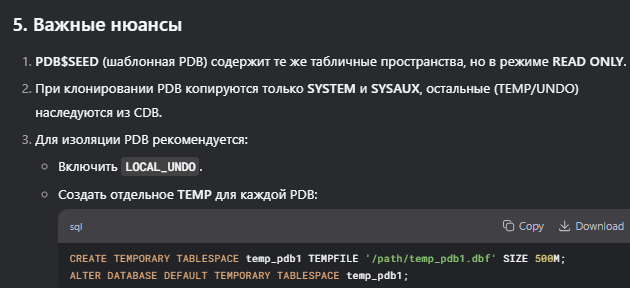 5. Важные нюансы
1. PDB$SEED (шаблонная PDB) содержит те же табличные пространства, но в режиме READ ONLY.
2. При клонировании PDB копируются только SYSTEM и SYSAUX, остальные (TEMP/UNDO)
наследуются из CDB.
3. Для изоляции PDB рекомендуется:
Включить LOCAL_UNDO.
Создать отдельное TEMP для каждой PDB:
sql Copy Download
CREATE TEMPORARY TABLESPACE temp_pdb1 TEMPFILE '/path/temp_pdb1.dbf' SIZE 500M;
ALTER DATABASE DEFAULT TEMPORARY TABLESPACE temp_pdb1;